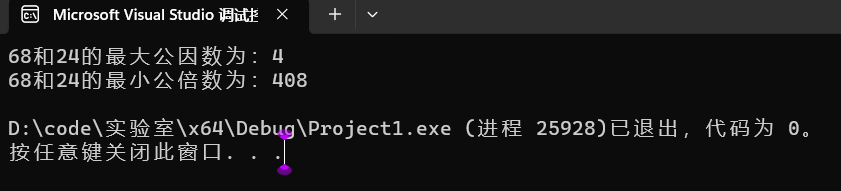 Microsoft Visual Studio 调试
68和24的最大公因数为：4
68和24的最小公倍数为：408
D:\code\实验室\x64\Debug\Project1.exe (进程 25928)已退出，代码为 0。
按任意键关闭此窗口. . .